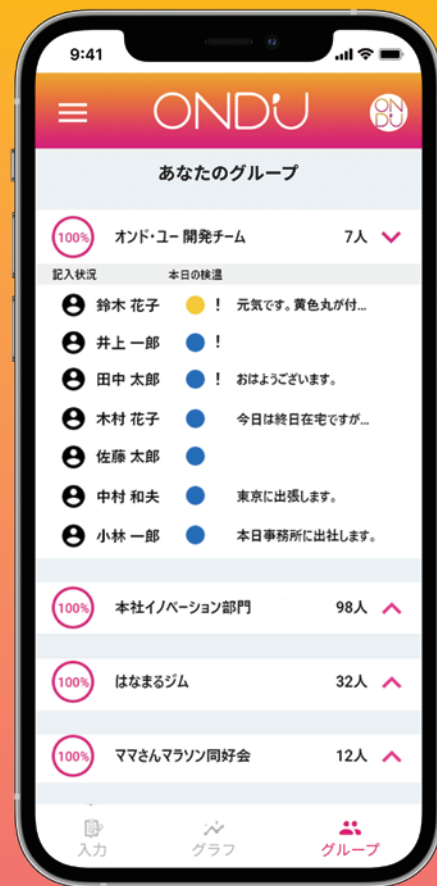 9:41
ONDU
ON DU
あなたのグループ
100% オンド・ユー 開発チーム 7人
記入状況 本日の検温
鈴木 花子 ! 元気です。黄色丸が付...
井上 一郎 !
田中 太郎 ! おはようございます。
木村 花子 今日は終日在宅ですが...
佐藤 太郎
中村 和夫 東京に出張します。
小林 一郎 本日事務所に出社します。
100% 本社イノベーション部門 98人
100% はなまるジム 32人
100% ママさんマラソン同好会 12人
入力 グラフ グループ